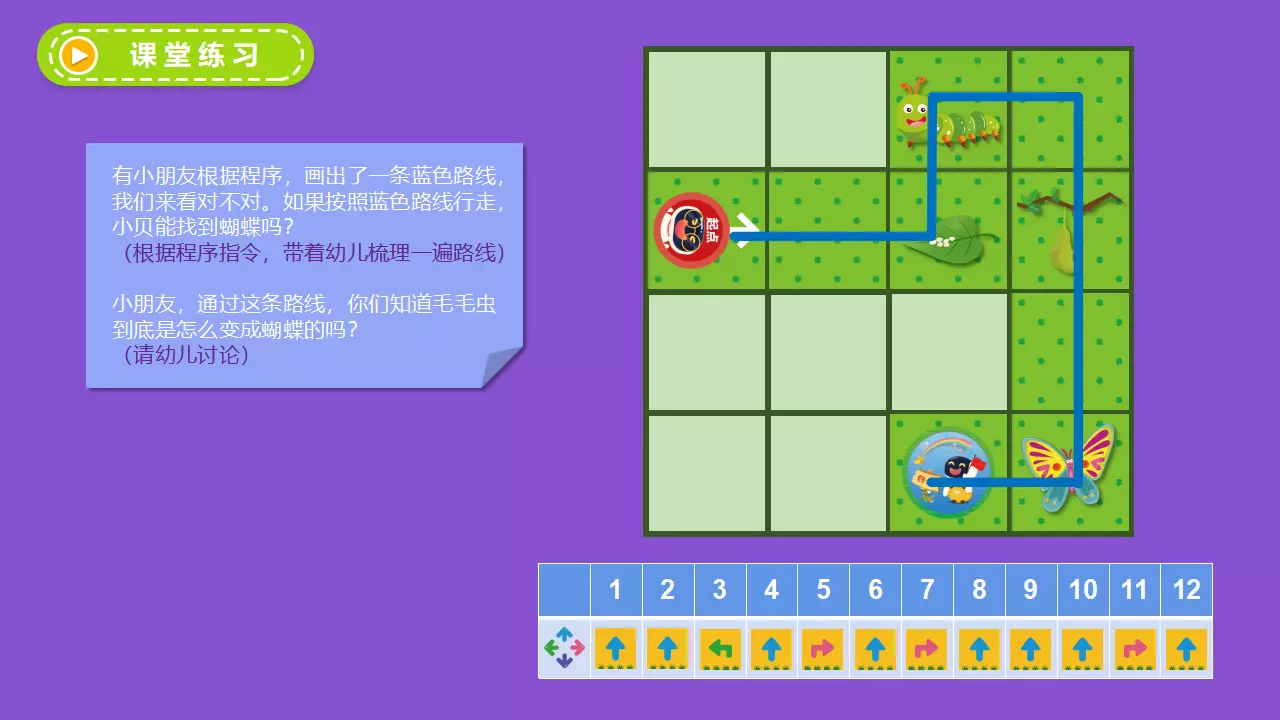 课堂练习
有小朋友根据程序，画出了一条蓝色路线，
我们来看对不对。如果按照蓝色路线行走，
小贝能找到蝴蝶吗？
（根据程序指令，带着幼儿梳理一遍路线）
小朋友，通过这条路线，你们知道毛毛虫
到底是怎么变成蝴蝶的吗？
（请幼儿讨论）
起点
1 2 3 4 5 6 7 8 9 10 11 12